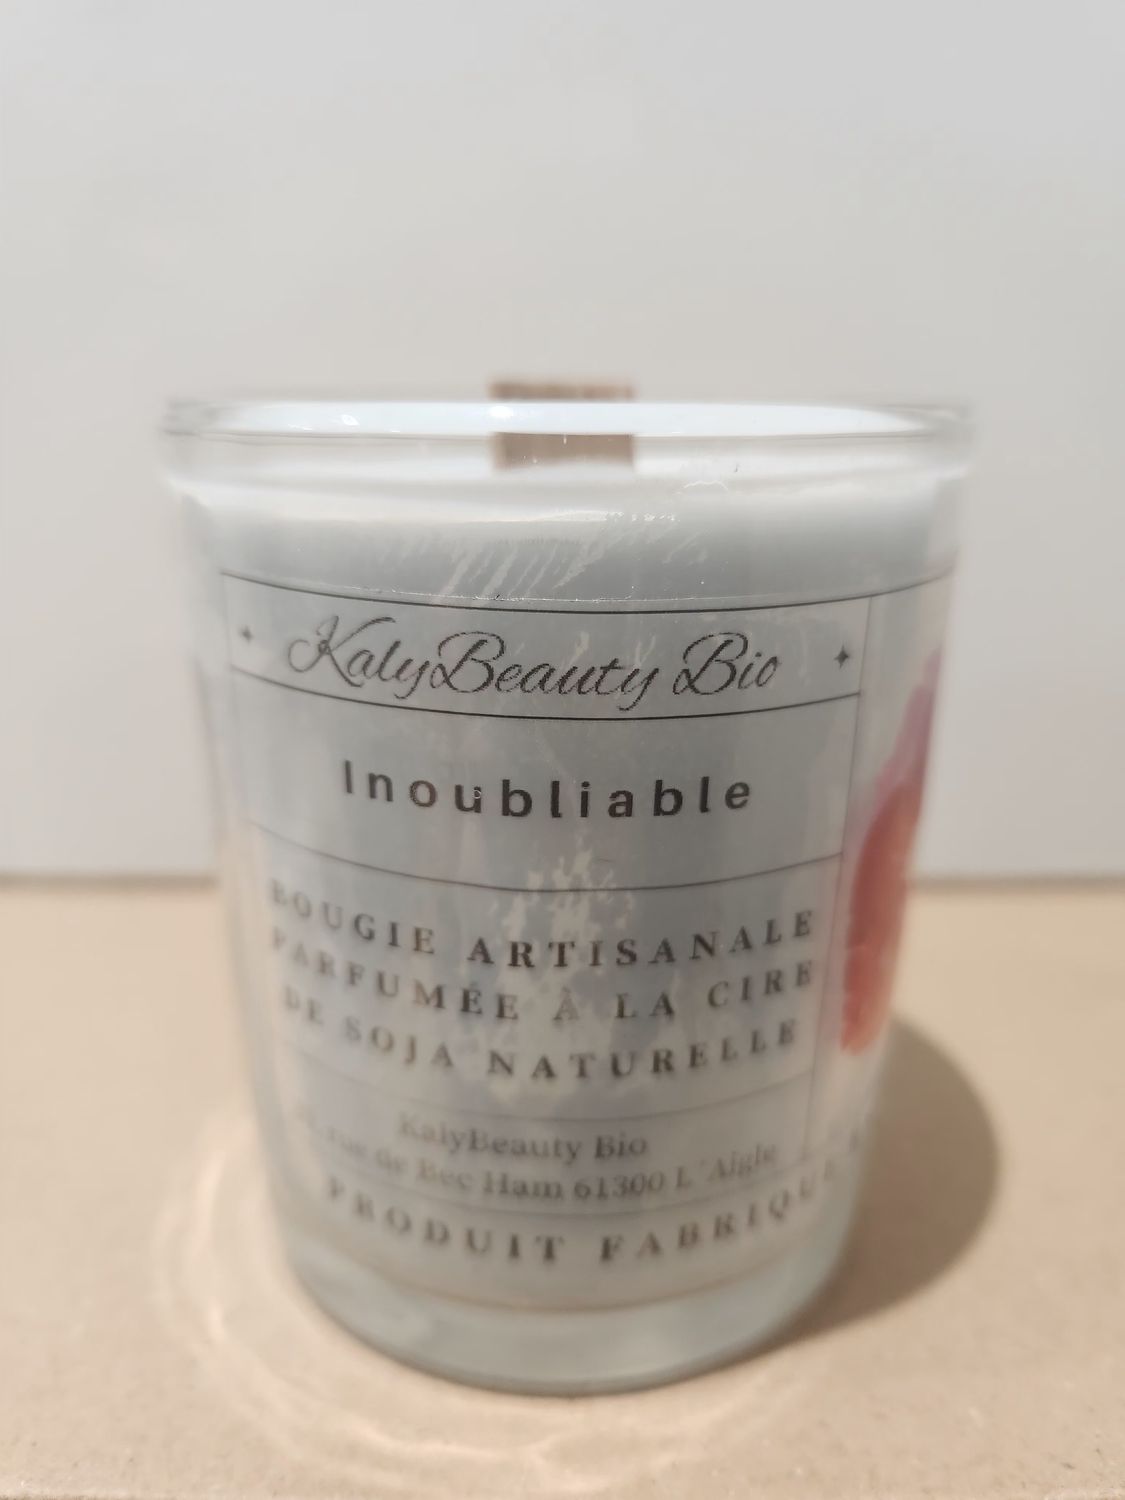 KalyBeauty Bio
Inoubliable
BOUGIE ARTISANALE
PARFUMÉE À LA CIRE
DE SOJA NATURELLE
KalyBeauty Bio
rue de Bec Ham 61300 L'Aigle
PRODUIT FABRIQUÉ